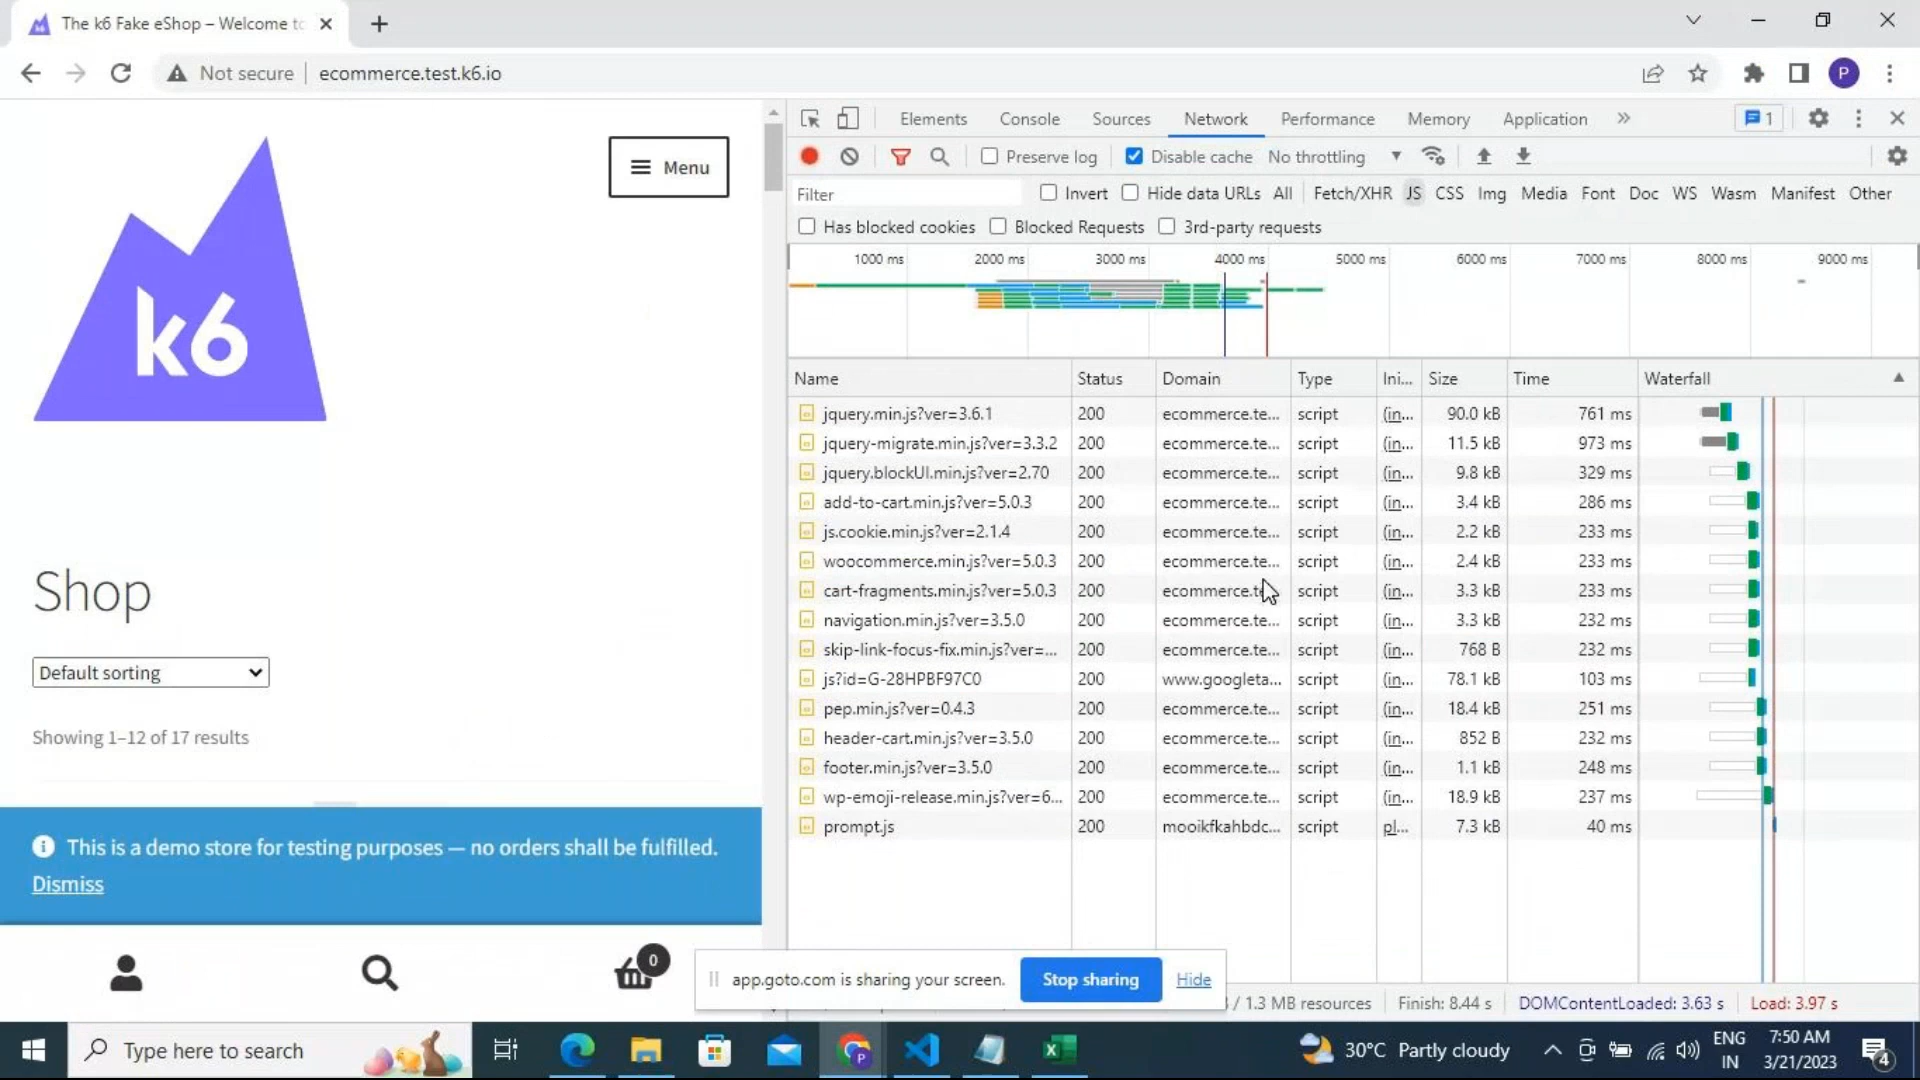 The k6 Fake eShop – Welcome to
Not secure ecommerce.test.k6.io P
Menu
k6
Shop
Default sorting
Showing 1–12 of 17 results
This is a demo store for testing purposes — no orders shall be fulfilled.
Dismiss
0
Elements Console Sources Network Performance Memory Application » 1
Preserve log Disable cache No throttling
Filter Invert Hide data URLs All Fetch/XHR JS CSS Img Media Font Doc WS Wasm Manifest Other
Has blocked cookies Blocked Requests 3rd-party requests
1000 ms 2000 ms 3000 ms 4000 ms 5000 ms 6000 ms 7000 ms 8000 ms 9000 ms
Name Status Domain Type Ini... Size Time Waterfall
jquery.min.js?ver=3.6.1 200 ecommerce.te... script (in... 90.0 kB 761 ms
jquery-migrate.min.js?ver=3.3.2 200 ecommerce.te... script (in... 11.5 kB 973 ms
jquery.blockUI.min.js?ver=2.70 200 ecommerce.te... script (in... 9.8 kB 329 ms
add-to-cart.min.js?ver=5.0.3 200 ecommerce.te... script (in... 3.4 kB 286 ms
js.cookie.min.js?ver=2.1.4 200 ecommerce.te... script (in... 2.2 kB 233 ms
woocommerce.min.js?ver=5.0.3 200 ecommerce.te... script (in... 2.4 kB 233 ms
cart-fragments.min.js?ver=5.0.3 200 ecommerce.te... script (in... 3.3 kB 233 ms
navigation.min.js?ver=3.5.0 200 ecommerce.te... script (in... 3.3 kB 232 ms
skip-link-focus-fix.min.js?ver=... 200 ecommerce.te... script (in... 768 B 232 ms
js?id=G-28HPBF97C0 200 www.googleta... script (in... 78.1 kB 103 ms
pep.min.js?ver=0.4.3 200 ecommerce.te... script (in... 18.4 kB 251 ms
header-cart.min.js?ver=3.5.0 200 ecommerce.te... script (in... 852 B 232 ms
footer.min.js?ver=3.5.0 200 ecommerce.te... script (in... 1.1 kB 248 ms
wp-emoji-release.min.js?ver=6... 200 ecommerce.te... script (in... 18.9 kB 237 ms
prompt.js 200 mooikfkahbdc... script pl... 7.3 kB 40 ms
app.goto.com is sharing your screen. Stop sharing Hide
/ 1.3 MB resources Finish: 8.44 s DOMContentLoaded: 3.63 s Load: 3.97 s
Type here to search P 30°C Partly cloudy ENG IN 7:50 AM 3/21/2023 4